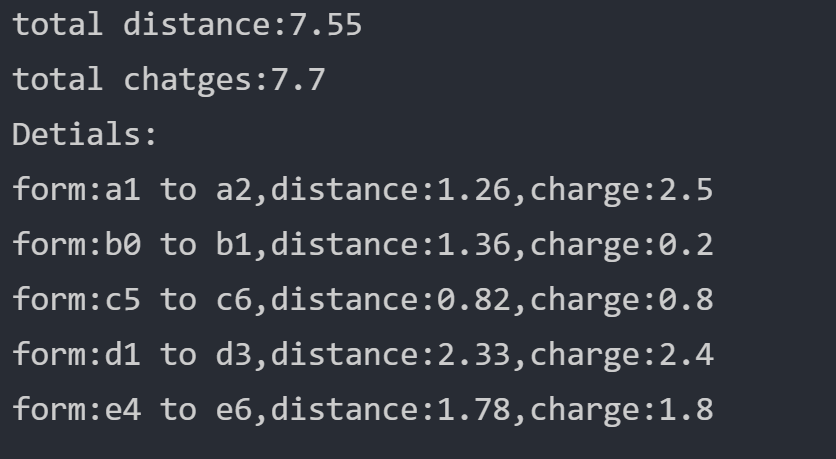 total distance:7.55
total chatges:7.7
Detials:
form:a1 to a2,distance:1.26,charge:2.5
form:b0 to b1,distance:1.36,charge:0.2
form:c5 to c6,distance:0.82,charge:0.8
form:d1 to d3,distance:2.33,charge:2.4
form:e4 to e6,distance:1.78,charge:1.8